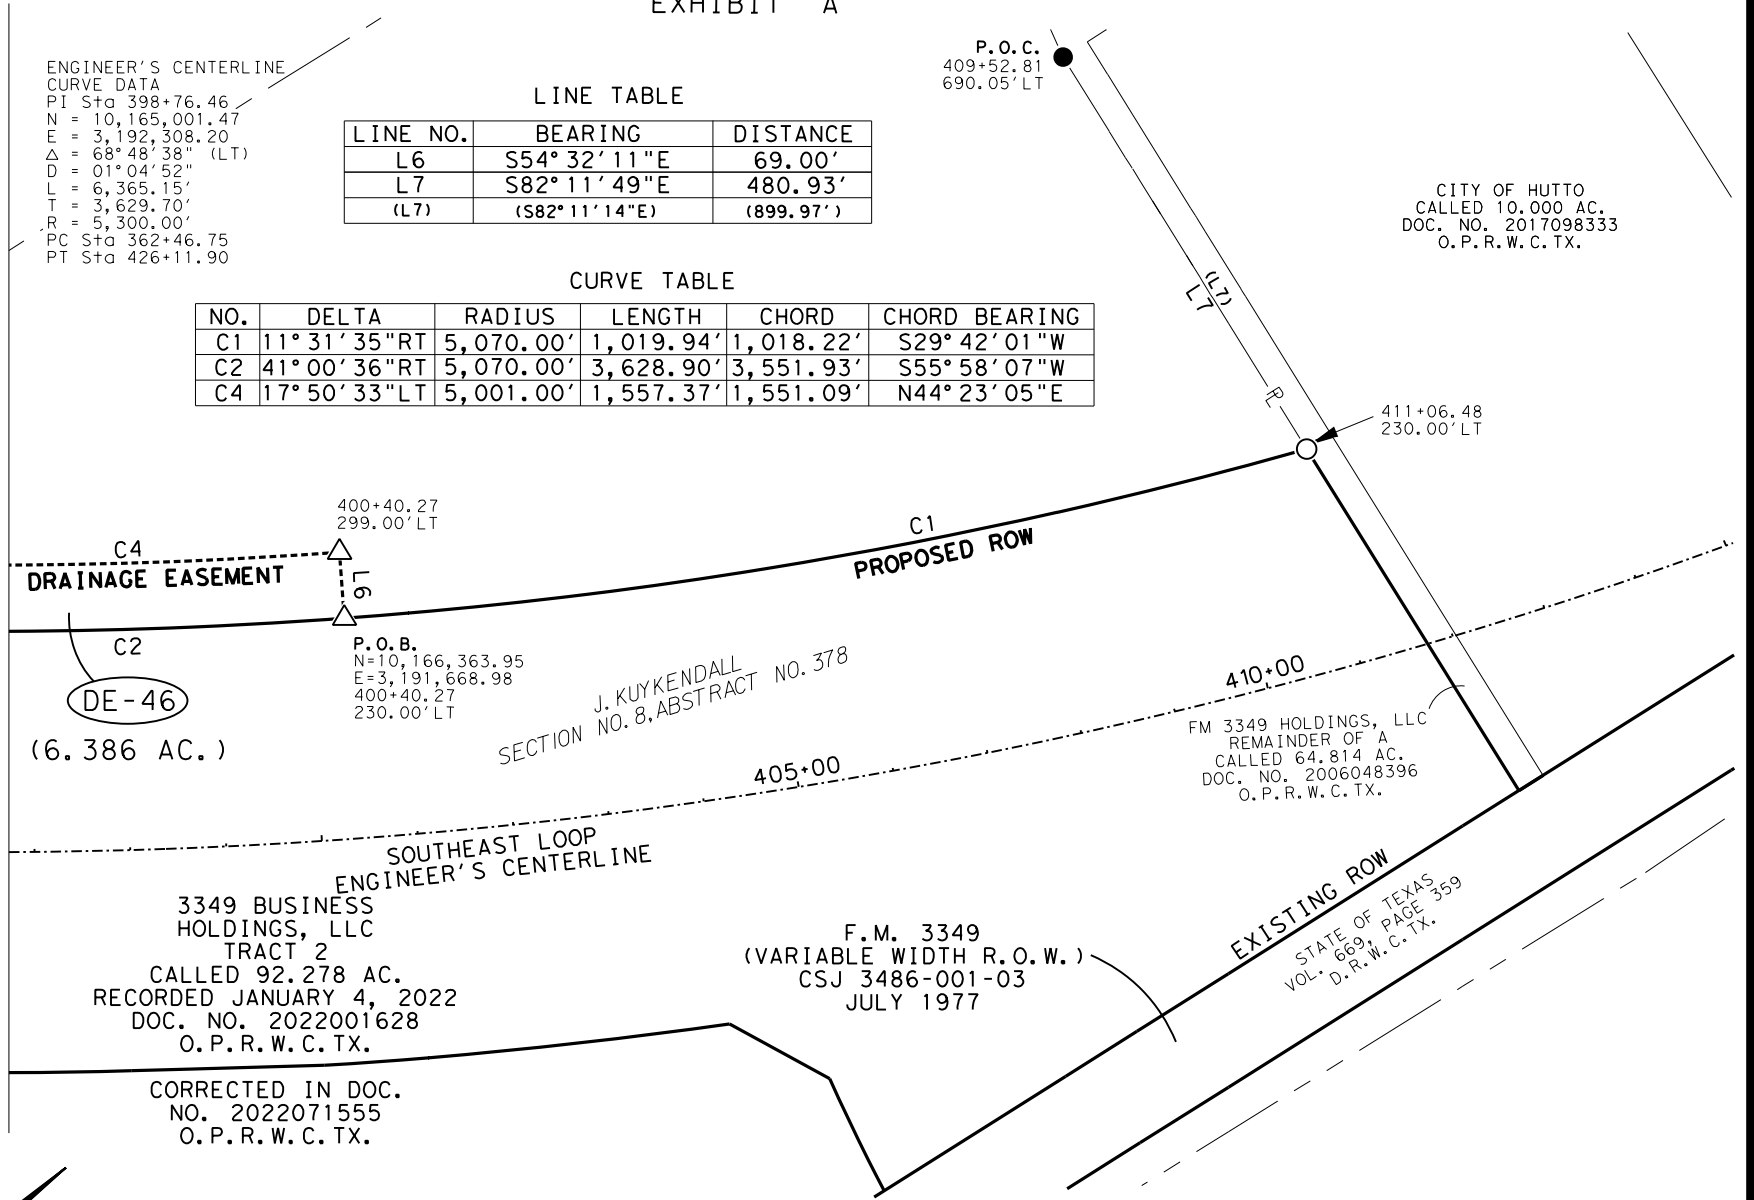 EXHIBIT "A"
ENGINEER'S CENTERLINE
CURVE DATA
PI Sta 398+76.46
N = 10,165,001.47
E = 3,192,308.20
△ = 68°48'38" (LT)
D = 01°04'52"
L = 6,365.15'
T = 3,629.70'
R = 5,300.00'
PC Sta 362+46.75
PT Sta 426+11.90
LINE TABLE
LINE NO. BEARING DISTANCE
L6 S54°32'11"E 69.00'
L7 S82°11'49"E 480.93'
(L7) (S82°11'14"E) (899.97')
CURVE TABLE
NO. DELTA RADIUS LENGTH CHORD CHORD BEARING
C1 11°31'35"RT 5,070.00' 1,019.94' 1,018.22' S29°42'01"W
C2 41°00'36"RT 5,070.00' 3,628.90' 3,551.93' S55°58'07"W
C4 17°50'33"LT 5,001.00' 1,557.37' 1,551.09' N44°23'05"E
P.O.C.
409+52.81
690.05'LT
CITY OF HUTTO
CALLED 10.000 AC.
DOC. NO. 2017098333
O.P.R.W.C.TX.
(L7)
L7
PL
411+06.48
230.00'LT
400+40.27
299.00'LT
C4
DRAINAGE EASEMENT
L6
C1
PROPOSED ROW
C2
P.O.B.
N=10,166,363.95
E=3,191,668.98
400+40.27
230.00'LT
DE-46
(6.386 AC.)
J. KUYKENDALL
SECTION NO. 8, ABSTRACT NO. 378
405+00
410+00
FM 3349 HOLDINGS, LLC
REMAINDER OF A
CALLED 64.814 AC.
DOC. NO. 2006048396
O.P.R.W.C.TX.
SOUTHEAST LOOP
ENGINEER'S CENTERLINE
3349 BUSINESS
HOLDINGS, LLC
TRACT 2
CALLED 92.278 AC.
RECORDED JANUARY 4, 2022
DOC. NO. 2022001628
O.P.R.W.C.TX.
CORRECTED IN DOC.
NO. 2022071555
O.P.R.W.C.TX.
F.M. 3349
(VARIABLE WIDTH R.O.W.)
CSJ 3486-001-03
JULY 1977
EXISTING ROW
STATE OF TEXAS
VOL. 669, PAGE 359
D.R.W.C.TX.